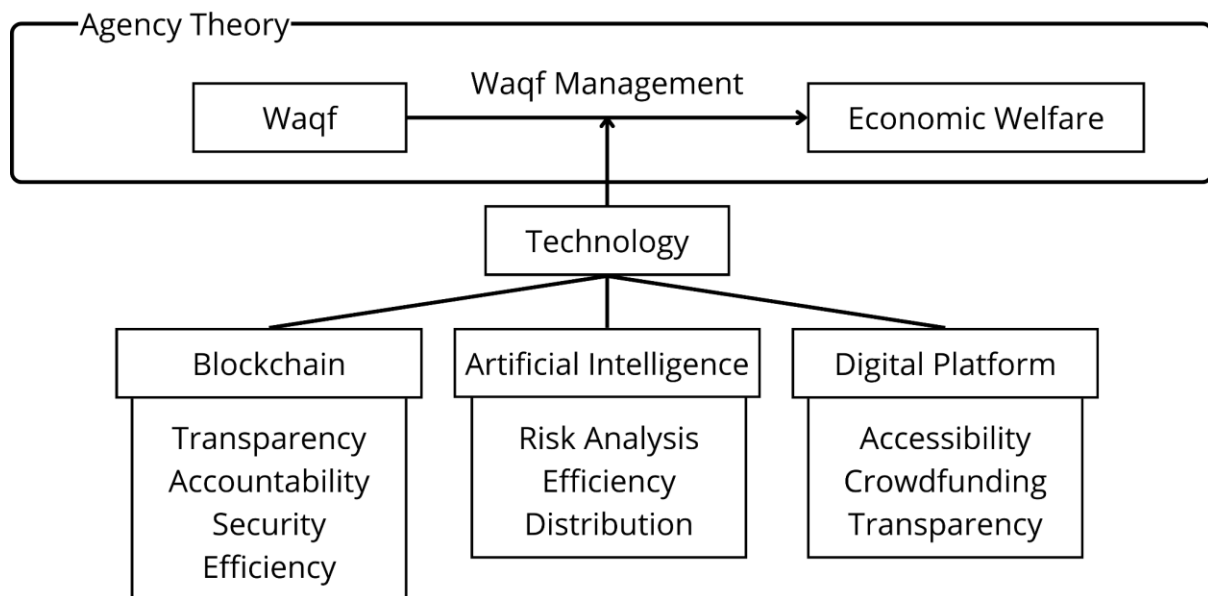 Agency Theory
Waqf Management
Waqf
Economic Welfare
Technology
Blockchain
Transparency
Accountability
Security
Efficiency
Artificial Intelligence
Risk Analysis
Efficiency
Distribution
Digital Platform
Accessibility
Crowdfunding
Transparency